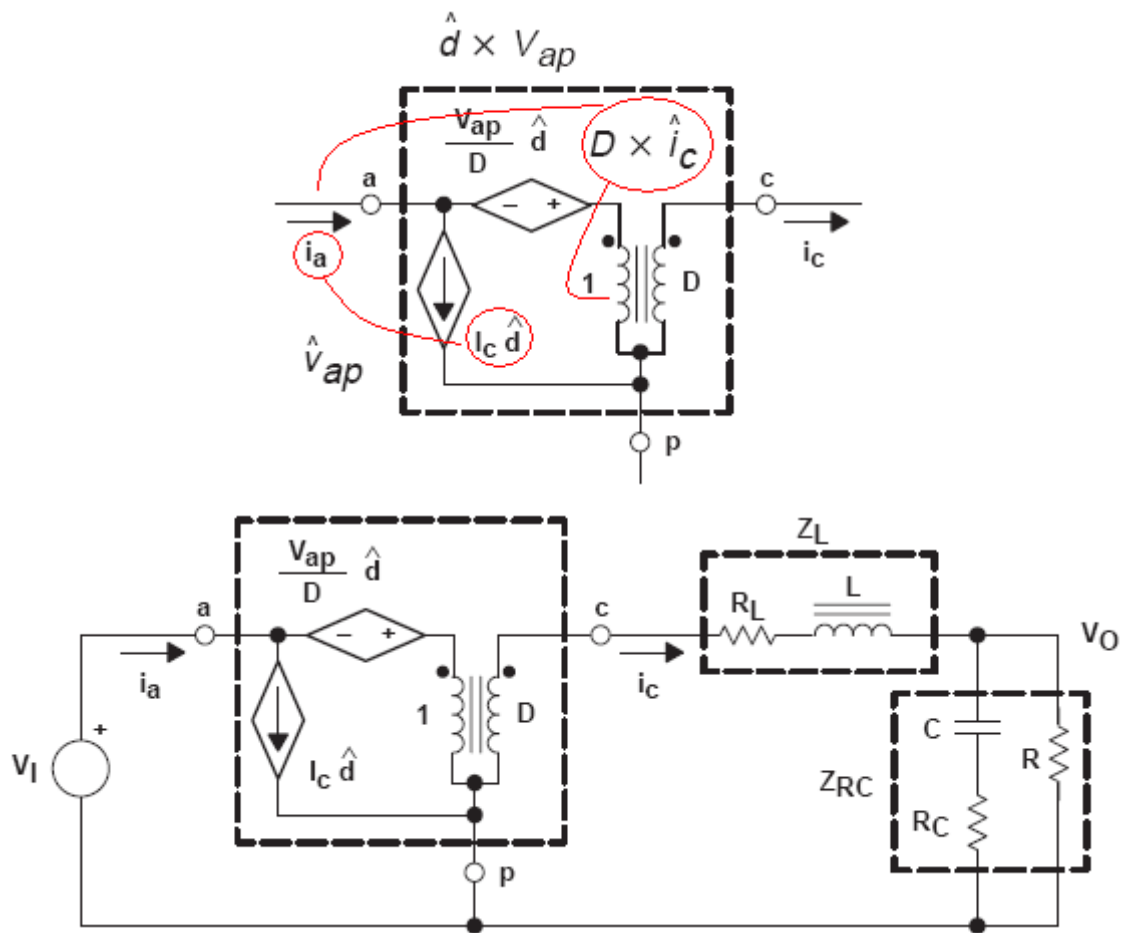 d̂ × Vap
Vap
D
d̂
D × îc
a
c
ia
1
D
ic
Ic d̂
v̂ap
p
ZL
Vap
D
d̂
L
RL
a
c
VO
ia
ic
1
D
C
+
VI
Ic d̂
R
ZRC
RC
p